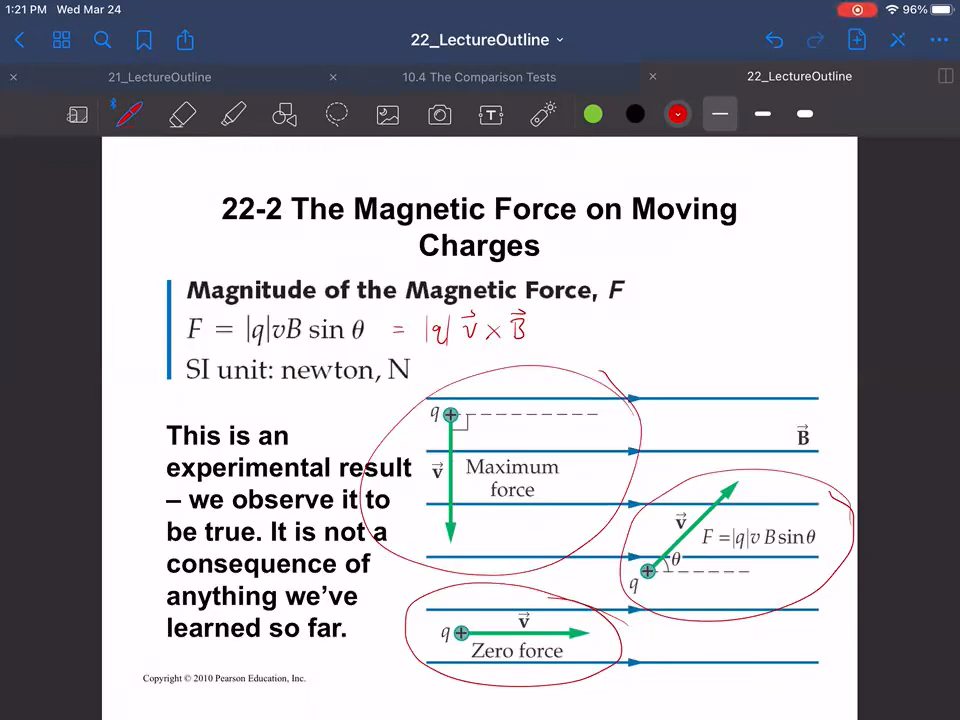 1:21 PM Wed Mar 24
96%
22_LectureOutline
21_LectureOutline
10.4 The Comparison Tests
22_LectureOutline
T
22-2 The Magnetic Force on Moving
Charges
Magnitude of the Magnetic Force, F
F = |q|vB sin θ = |q| v⃗ × B⃗
SI unit: newton, N
This is an
experimental result
– we observe it to
be true. It is not a
consequence of
anything we’ve
learned so far.
q +
v⃗
Maximum
force
B⃗
v⃗
F = |q|v B sin θ
θ
q +
q +
v⃗
Zero force
Copyright © 2010 Pearson Education, Inc.